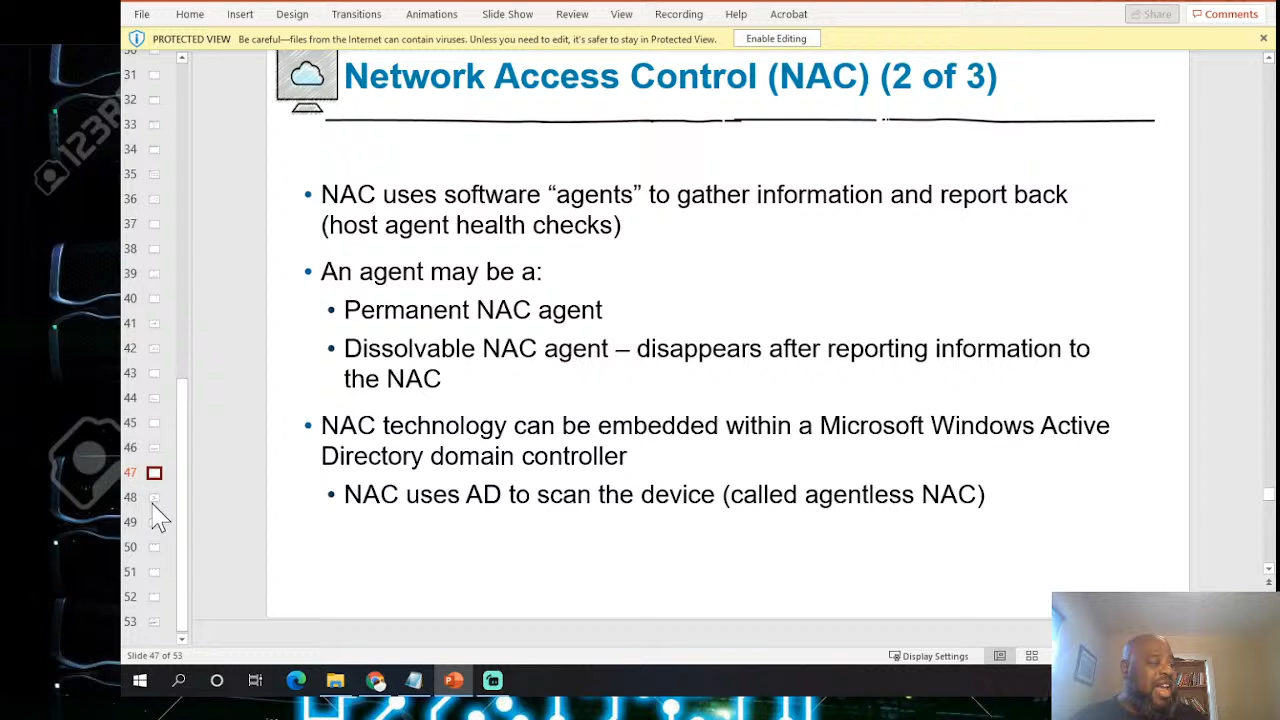 File Home Insert Design Transitions Animations Slide Show Review View Recording Help Acrobat Share Comments
PROTECTED VIEW Be careful—files from the Internet can contain viruses. Unless you need to edit, it's safer to stay in Protected View. Enable Editing
Network Access Control (NAC) (2 of 3)
• NAC uses software “agents” to gather information and report back
(host agent health checks)
• An agent may be a:
• Permanent NAC agent
• Dissolvable NAC agent – disappears after reporting information to
the NAC
• NAC technology can be embedded within a Microsoft Windows Active
Directory domain controller
• NAC uses AD to scan the device (called agentless NAC)
31
32
33
34
35
36
37
38
39
40
41
42
43
44
45
46
47
48
49
50
51
52
53
Slide 47 of 53
Display Settings